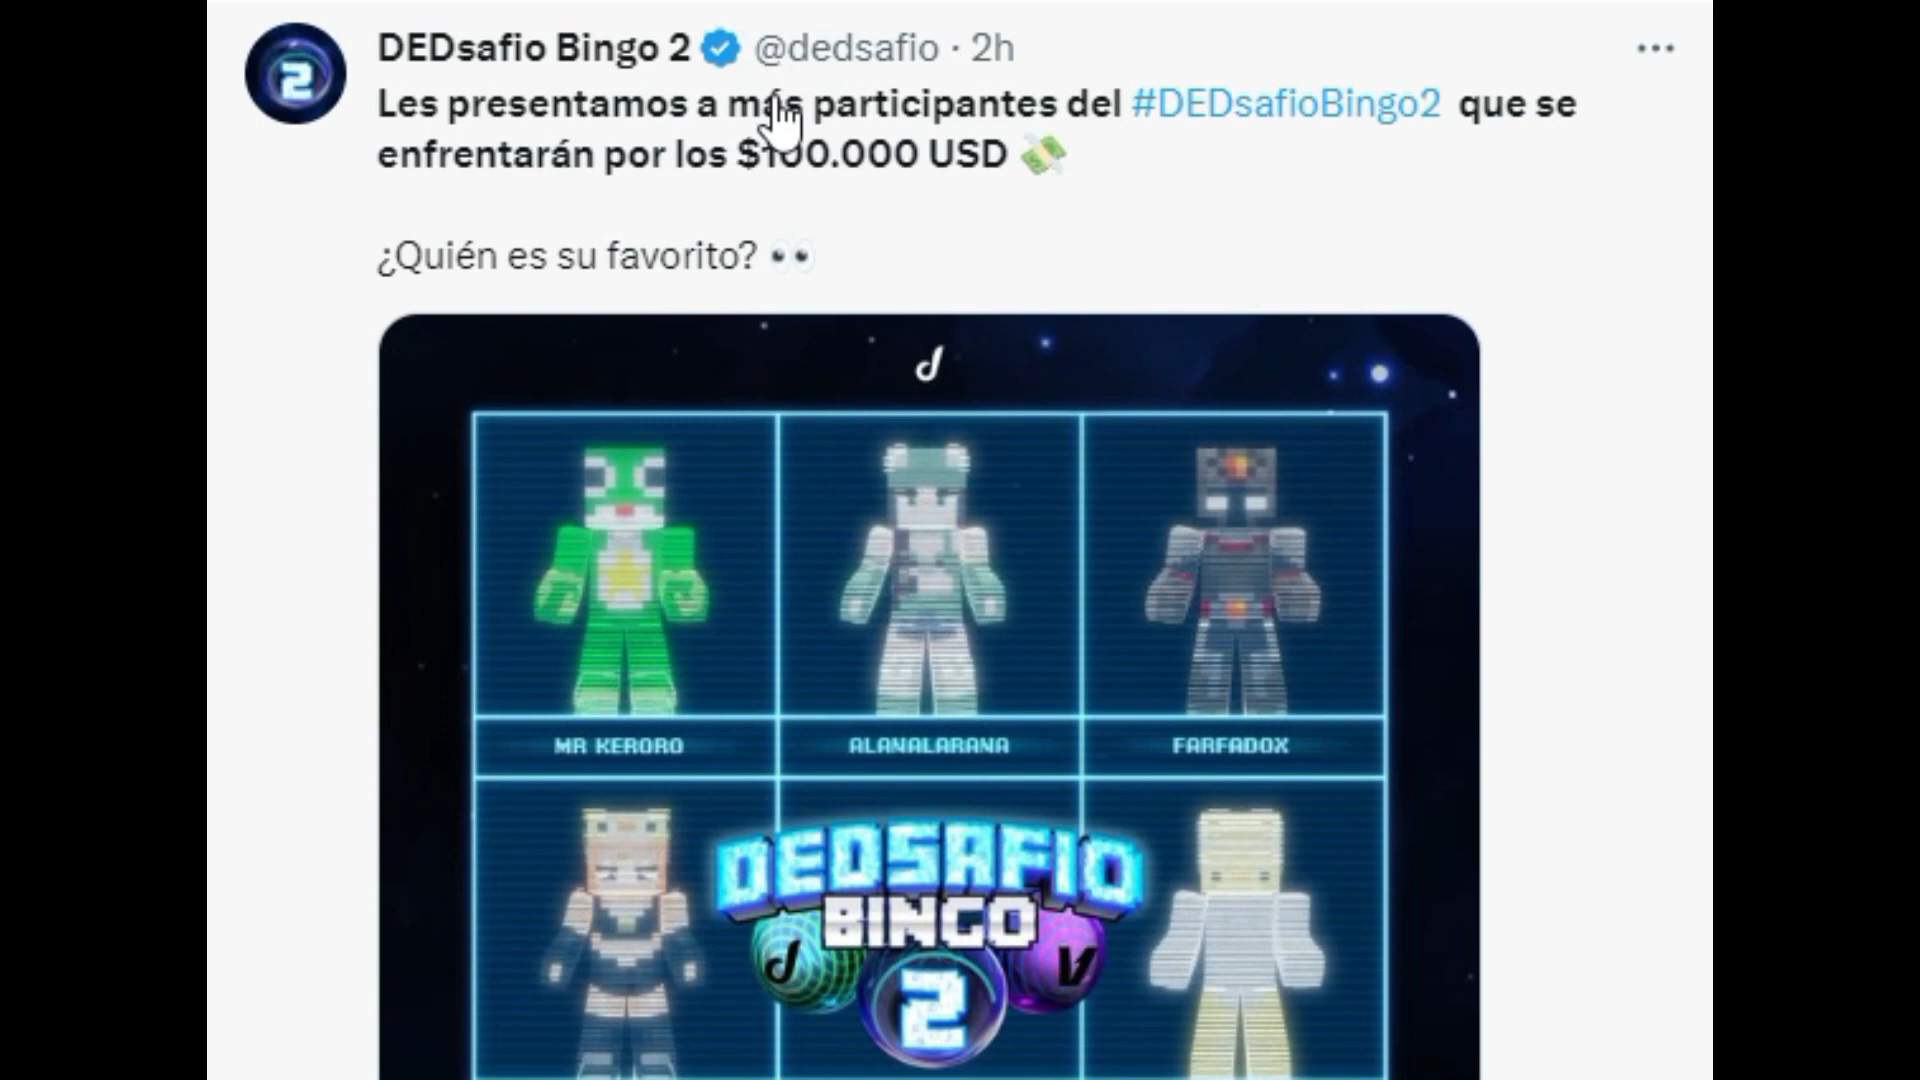 DEDsafio Bingo 2 @dedsafio · 2h
Les presentamos a más participantes del #DEDsafioBingo2 que se
enfrentarán por los $100.000 USD 💸
¿Quién es su favorito? 👀
MR KERORO
ALANALARANA
FARFADOX
DEDSAFIO
BINGO
2
2